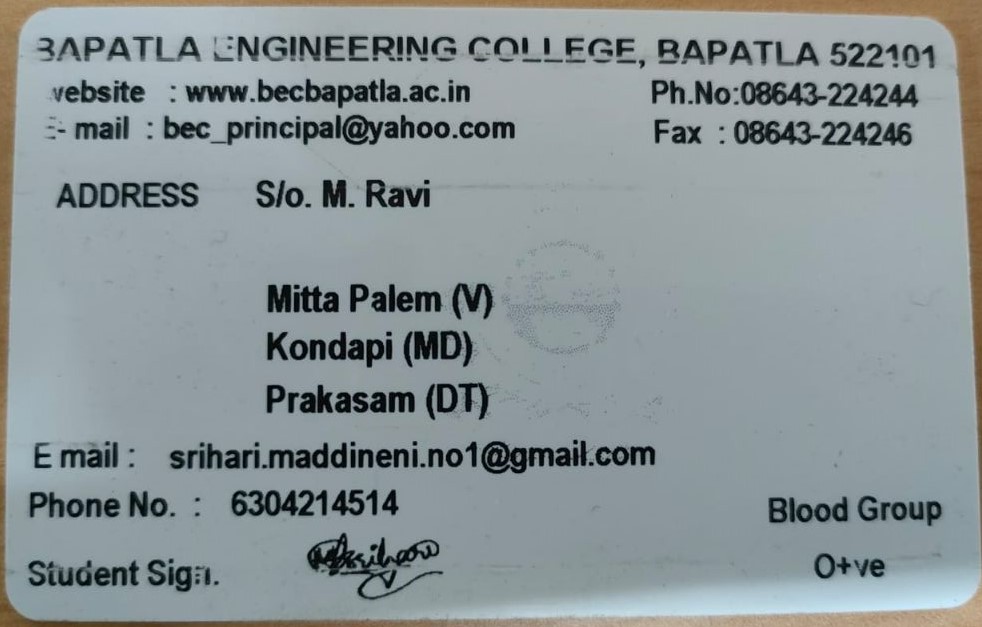 BAPATLA ENGINEERING COLLEGE, BAPATLA 522101
website : www.becbapatla.ac.in Ph.No:08643-224244
E- mail : bec_principal@yahoo.com Fax : 08643-224246
ADDRESS S/o. M. Ravi
Mitta Palem (V)
Kondapi (MD)
Prakasam (DT)
E mail : srihari.maddineni.no1@gmail.com
Phone No. : 6304214514
Blood Group
Student Sign.
O+ve